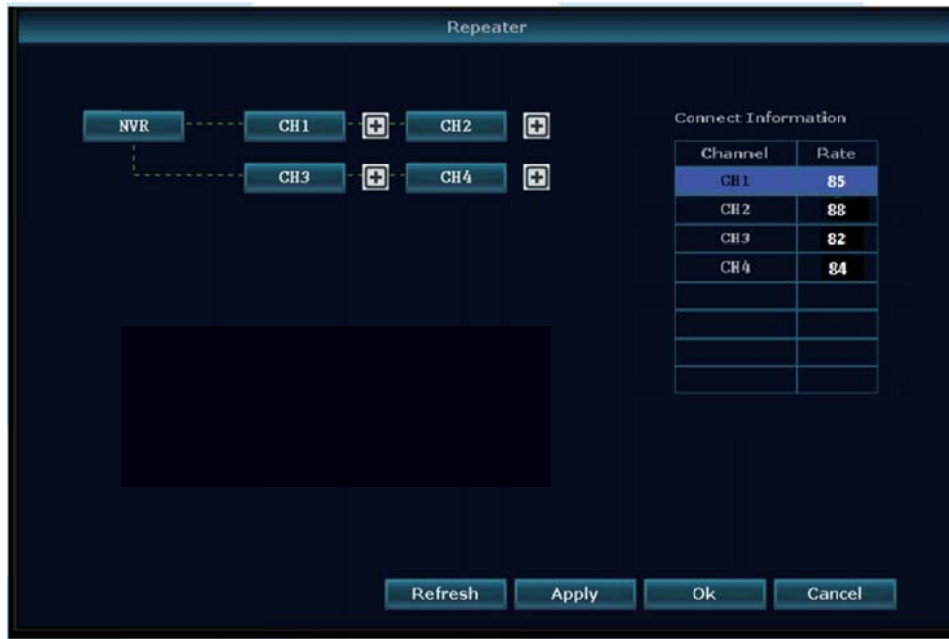 Repeater
NVR CH1 CH2
CH3 CH4
Connect Information
Channel Rate
CH1 85
CH2 88
CH3 82
CH4 84
Refresh Apply Ok Cancel